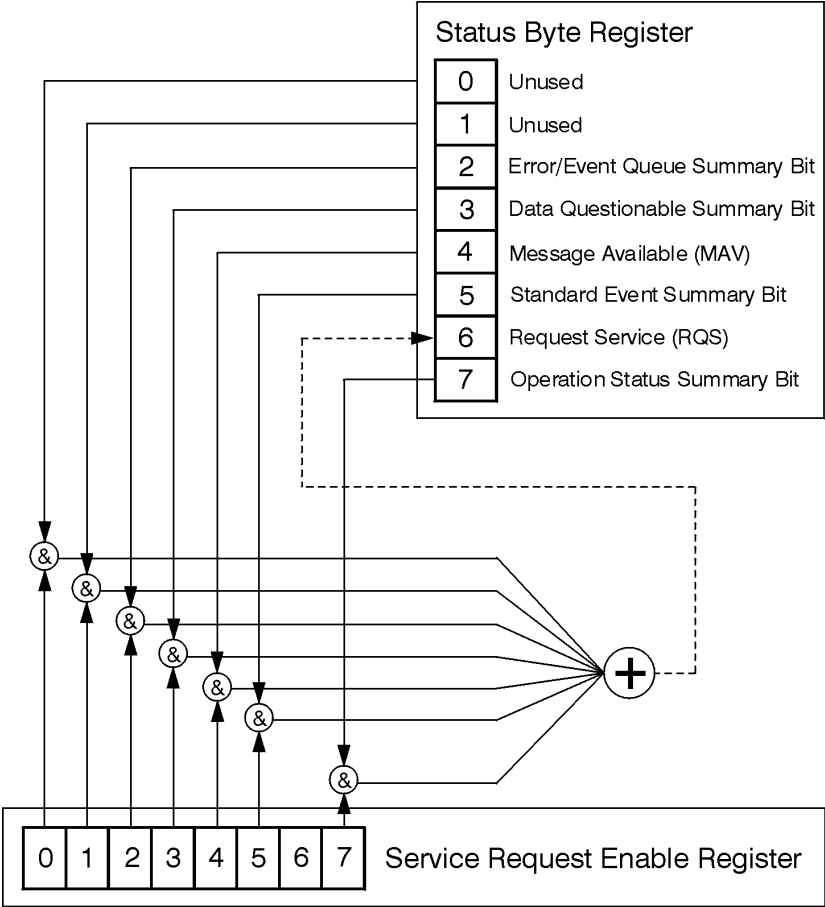 Status Byte Register
0 Unused
1 Unused
2 Error/Event Queue Summary Bit
3 Data Questionable Summary Bit
4 Message Available (MAV)
5 Standard Event Summary Bit
6 Request Service (RQS)
7 Operation Status Summary Bit
&
&
&
&
+
&
&
&
0 1 2 3 4 5 6 7 Service Request Enable Register